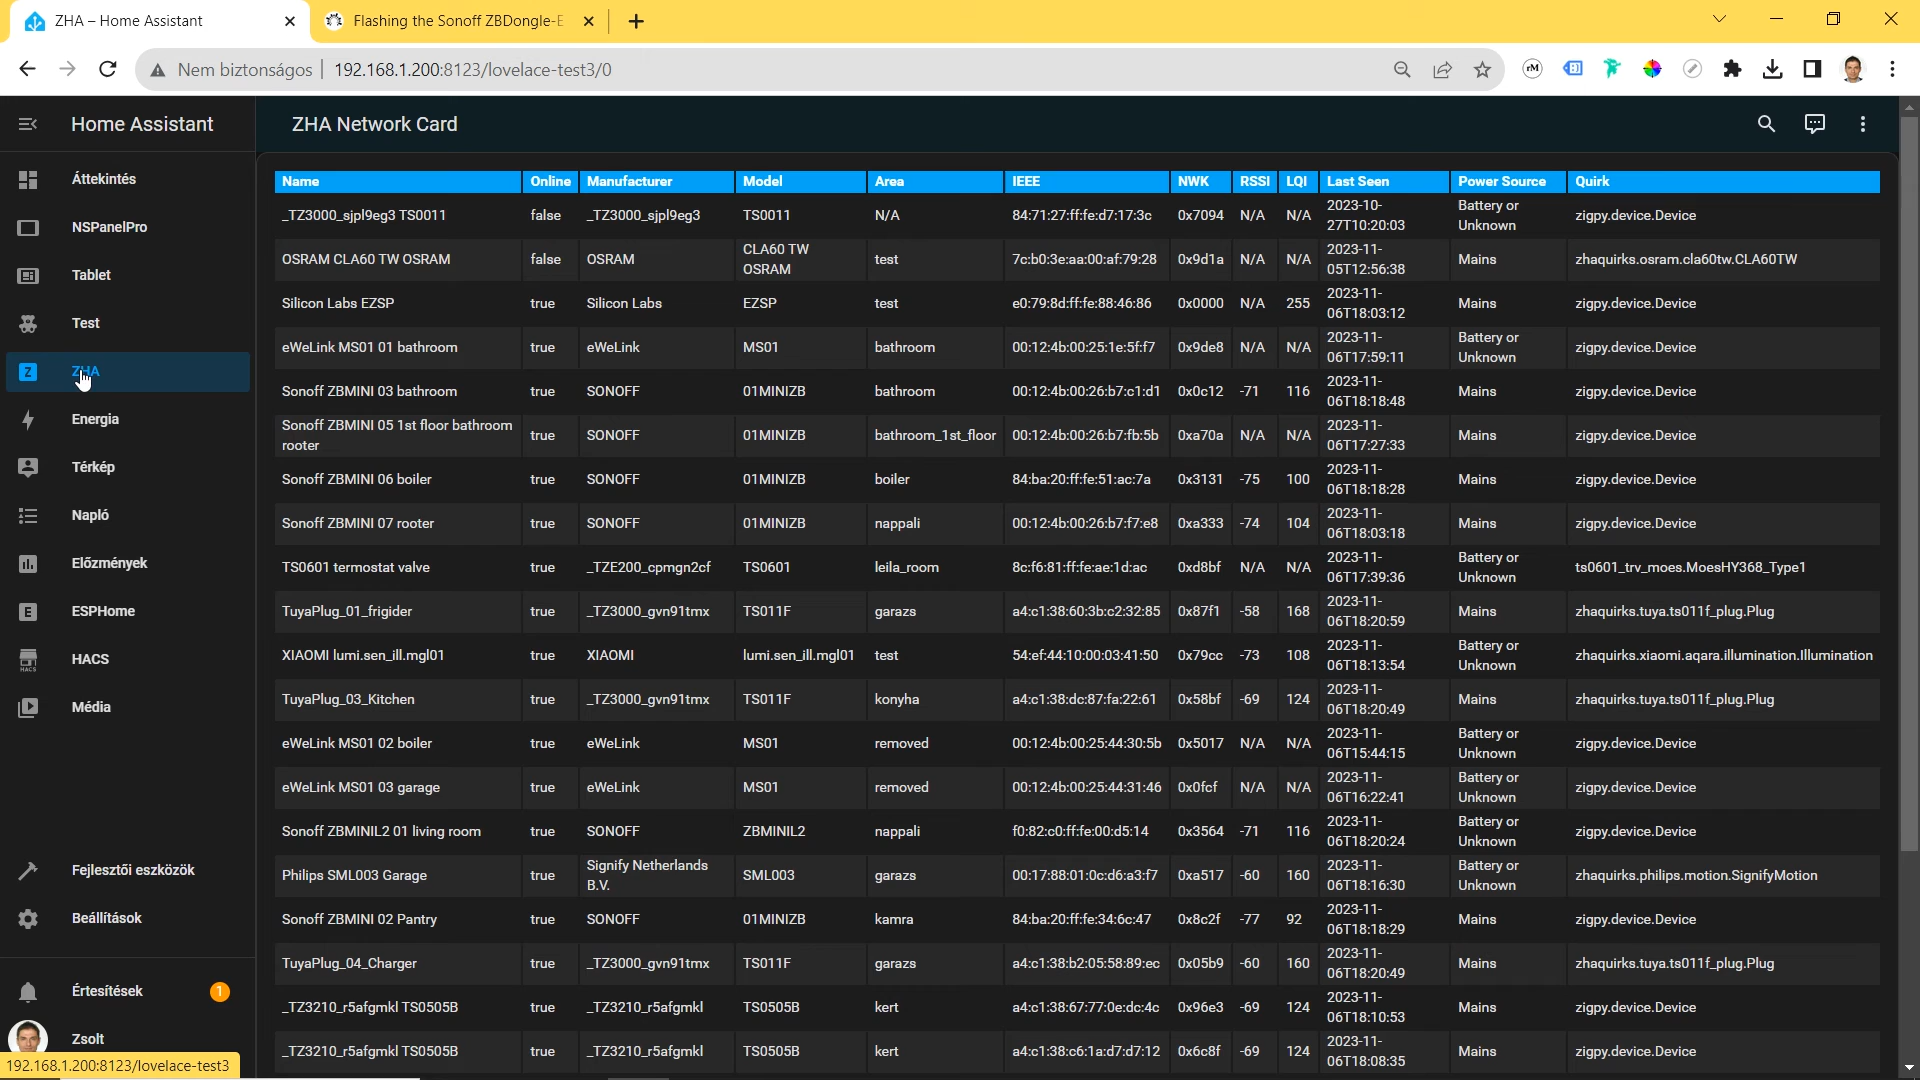 ZHA – Home Assistant
Flashing the Sonoff ZBDongle-E
Nem biztonságos
192.168.1.200:8123/lovelace-test3/0
Home Assistant
ZHA Network Card
Áttekintés
NSPanelPro
Tablet
Test
ZHA
Energia
Térkép
Napló
Előzmények
ESPHome
HACS
Média
Fejlesztői eszközök
Beállítások
Értesítések 1
Zsolt
192.168.1.200:8123/lovelace-test3
Name Online Manufacturer Model Area IEEE NWK RSSI LQI Last Seen Power Source Quirk
_TZ3000_sjpl9eg3 TS0011 false _TZ3000_sjpl9eg3 TS0011 N/A 84:71:27:ff:fe:d7:17:3c 0x7094 N/A N/A 2023-10-27T10:20:03 Battery or Unknown zigpy.device.Device
OSRAM CLA60 TW OSRAM false OSRAM CLA60 TW OSRAM test 7c:b0:3e:aa:00:af:79:28 0x9d1a N/A N/A 2023-11-05T12:56:38 Mains zhaquirks.osram.cla60tw.CLA60TW
Silicon Labs EZSP true Silicon Labs EZSP test e0:79:8d:ff:fe:88:46:86 0x0000 N/A 255 2023-11-06T18:03:12 Mains zigpy.device.Device
eWeLink MS01 01 bathroom true eWeLink MS01 bathroom 00:12:4b:00:25:1e:5f:f7 0x9de8 N/A N/A 2023-11-06T17:59:11 Battery or Unknown zigpy.device.Device
Sonoff ZBMINI 03 bathroom true SONOFF 01MINIZB bathroom 00:12:4b:00:26:b7:c1:d1 0x0c12 -71 116 2023-11-06T18:18:48 Mains zigpy.device.Device
Sonoff ZBMINI 05 1st floor bathroom rooter true SONOFF 01MINIZB bathroom_1st_floor 00:12:4b:00:26:b7:fb:5b 0xa70a N/A N/A 2023-11-06T17:27:33 Mains zigpy.device.Device
Sonoff ZBMINI 06 boiler true SONOFF 01MINIZB boiler 84:ba:20:ff:fe:51:ac:7a 0x3131 -75 100 2023-11-06T18:18:28 Mains zigpy.device.Device
Sonoff ZBMINI 07 rooter true SONOFF 01MINIZB nappali 00:12:4b:00:26:b7:f7:e8 0xa333 -74 104 2023-11-06T18:03:18 Mains zigpy.device.Device
TS0601 termostat valve true _TZE200_cpmgn2cf TS0601 leila_room 8c:f6:81:ff:fe:ae:1d:ac 0xd8bf N/A N/A 2023-11-06T17:39:36 Battery or Unknown ts0601_trv_moes.MoesHY368_Type1
TuyaPlug_01_frigider true _TZ3000_gvn91tmx TS011F garazs a4:c1:38:60:3b:c2:32:85 0x87f1 -58 168 2023-11-06T18:20:59 Mains zhaquirks.tuya.ts011f_plug.Plug
XIAOMI lumi.sen_ill.mgl01 true XIAOMI lumi.sen_ill.mgl01 test 54:ef:44:10:00:03:41:50 0x79cc -73 108 2023-11-06T18:13:54 Battery or Unknown zhaquirks.xiaomi.aqara.illumination.Illumination
TuyaPlug_03_Kitchen true _TZ3000_gvn91tmx TS011F konyha a4:c1:38:dc:87:fa:22:61 0x58bf -69 124 2023-11-06T18:20:49 Mains zhaquirks.tuya.ts011f_plug.Plug
eWeLink MS01 02 boiler true eWeLink MS01 removed 00:12:4b:00:25:44:30:5b 0x5017 N/A N/A 2023-11-06T15:44:15 Battery or Unknown zigpy.device.Device
eWeLink MS01 03 garage true eWeLink MS01 removed 00:12:4b:00:25:44:31:46 0x0fcf N/A N/A 2023-11-06T16:22:41 Battery or Unknown zigpy.device.Device
Sonoff ZBMINIL2 01 living room true SONOFF ZBMINIL2 nappali f0:82:c0:ff:fe:00:d5:14 0x3564 -71 116 2023-11-06T18:20:24 Battery or Unknown zigpy.device.Device
Philips SML003 Garage true Signify Netherlands B.V. SML003 garazs 00:17:88:01:0c:d6:a3:f7 0xa517 -60 160 2023-11-06T18:16:30 Battery or Unknown zhaquirks.philips.motion.SignifyMotion
Sonoff ZBMINI 02 Pantry true SONOFF 01MINIZB kamra 84:ba:20:ff:fe:34:6c:47 0x8c2f -77 92 2023-11-06T18:18:29 Mains zigpy.device.Device
TuyaPlug_04_Charger true _TZ3000_gvn91tmx TS011F garazs a4:c1:38:b2:05:58:89:ec 0x05b9 -60 160 2023-11-06T18:20:49 Mains zhaquirks.tuya.ts011f_plug.Plug
_TZ3210_r5afgmkl TS0505B true _TZ3210_r5afgmkl TS0505B kert a4:c1:38:67:77:0e:dc:4c 0x96e3 -69 124 2023-11-06T18:10:53 Mains zigpy.device.Device
_TZ3210_r5afgmkl TS0505B true _TZ3210_r5afgmkl TS0505B kert a4:c1:38:c6:1a:d7:d7:12 0x6c8f -69 124 2023-11-06T18:08:35 Mains zigpy.device.Device